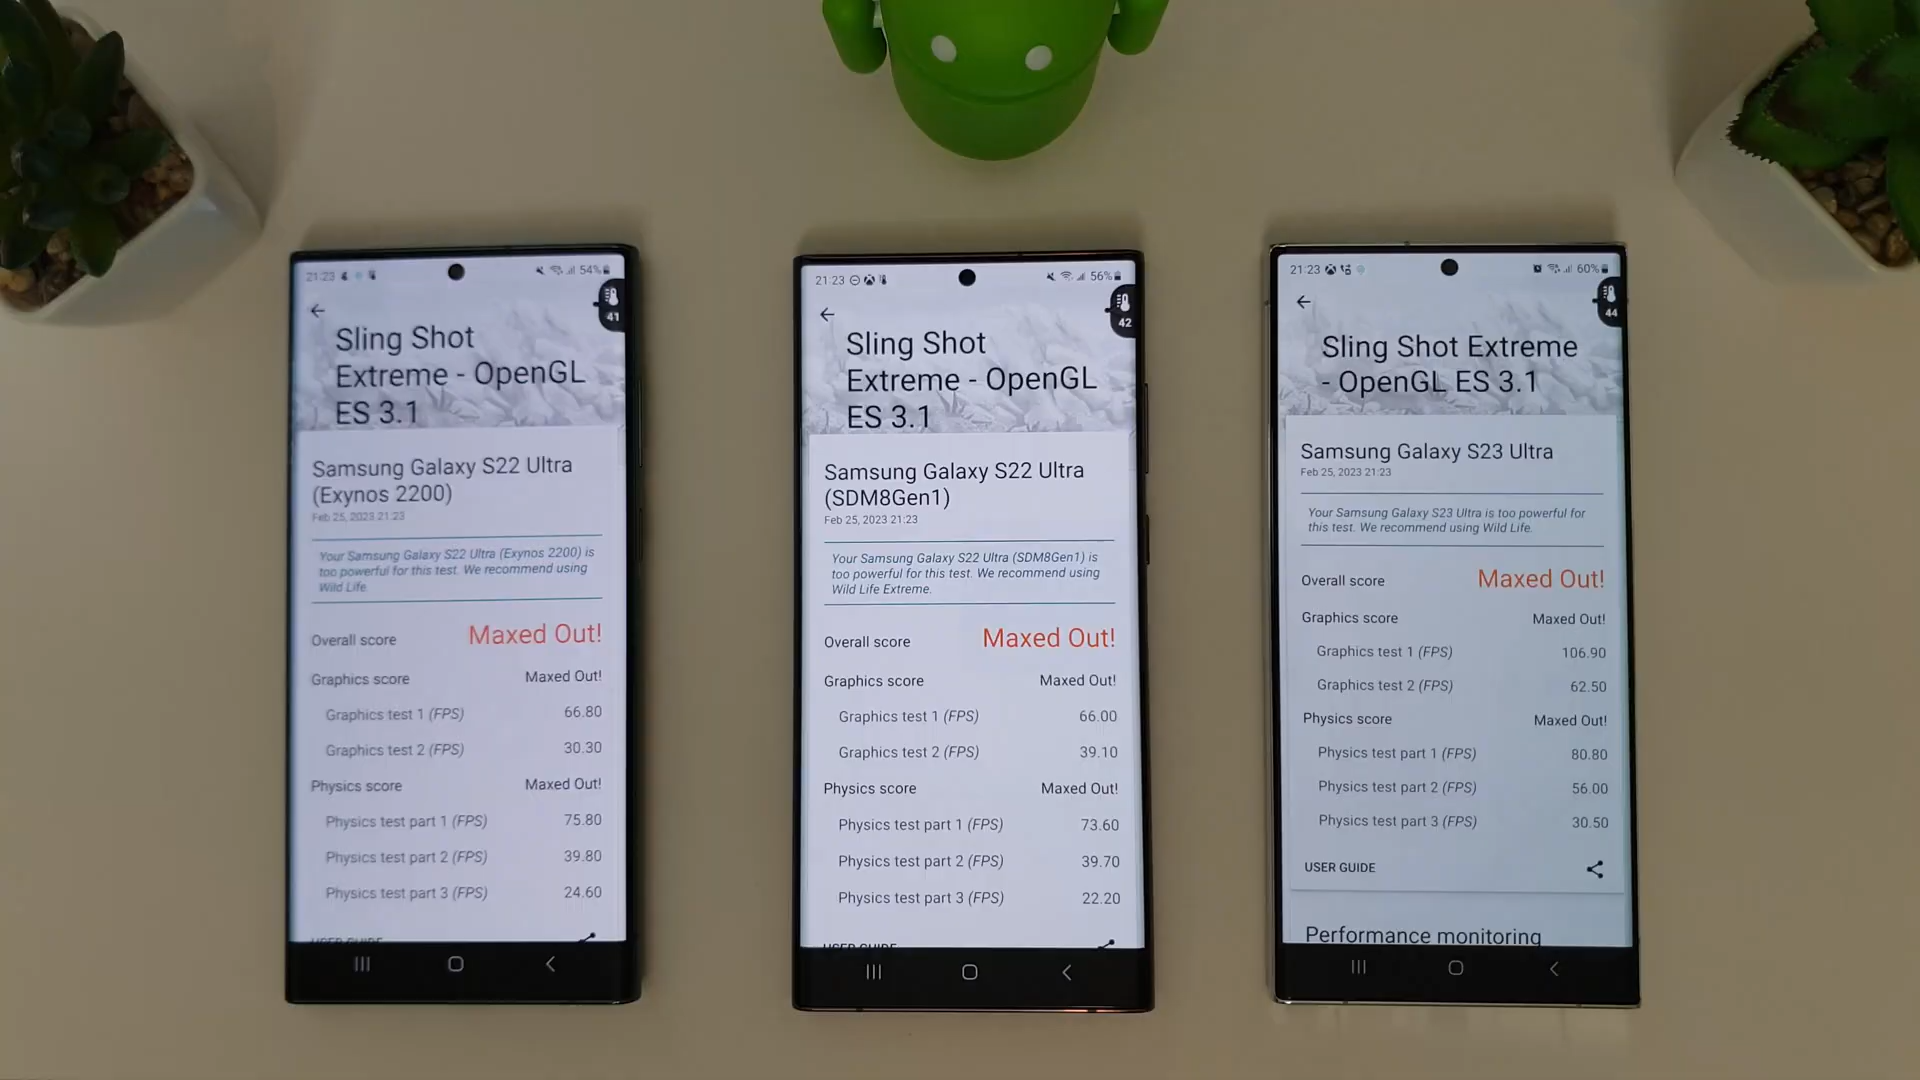 21:23
54%
41
Sling Shot
Extreme - OpenGL
ES 3.1
Samsung Galaxy S22 Ultra
(Exynos 2200)
Feb 25, 2023 21:23
Your Samsung Galaxy S22 Ultra (Exynos 2200) is
too powerful for this test. We recommend using
Wild Life.
Overall score Maxed Out!
Graphics score Maxed Out!
Graphics test 1 (FPS) 66.80
Graphics test 2 (FPS) 30.30
Physics score Maxed Out!
Physics test part 1 (FPS) 75.80
Physics test part 2 (FPS) 39.80
Physics test part 3 (FPS) 24.60
USER GUIDE
21:23
56%
42
Sling Shot
Extreme - OpenGL
ES 3.1
Samsung Galaxy S22 Ultra
(SDM8Gen1)
Feb 25, 2023 21:23
Your Samsung Galaxy S22 Ultra (SDM8Gen1) is
too powerful for this test. We recommend using
Wild Life Extreme.
Overall score Maxed Out!
Graphics score Maxed Out!
Graphics test 1 (FPS) 66.00
Graphics test 2 (FPS) 39.10
Physics score Maxed Out!
Physics test part 1 (FPS) 73.60
Physics test part 2 (FPS) 39.70
Physics test part 3 (FPS) 22.20
USER GUIDE
21:23
60%
44
Sling Shot Extreme
- OpenGL ES 3.1
Samsung Galaxy S23 Ultra
Feb 25, 2023 21:23
Your Samsung Galaxy S23 Ultra is too powerful for
this test. We recommend using Wild Life.
Overall score Maxed Out!
Graphics score Maxed Out!
Graphics test 1 (FPS) 106.90
Graphics test 2 (FPS) 62.50
Physics score Maxed Out!
Physics test part 1 (FPS) 80.80
Physics test part 2 (FPS) 56.00
Physics test part 3 (FPS) 30.50
USER GUIDE
Performance monitoring